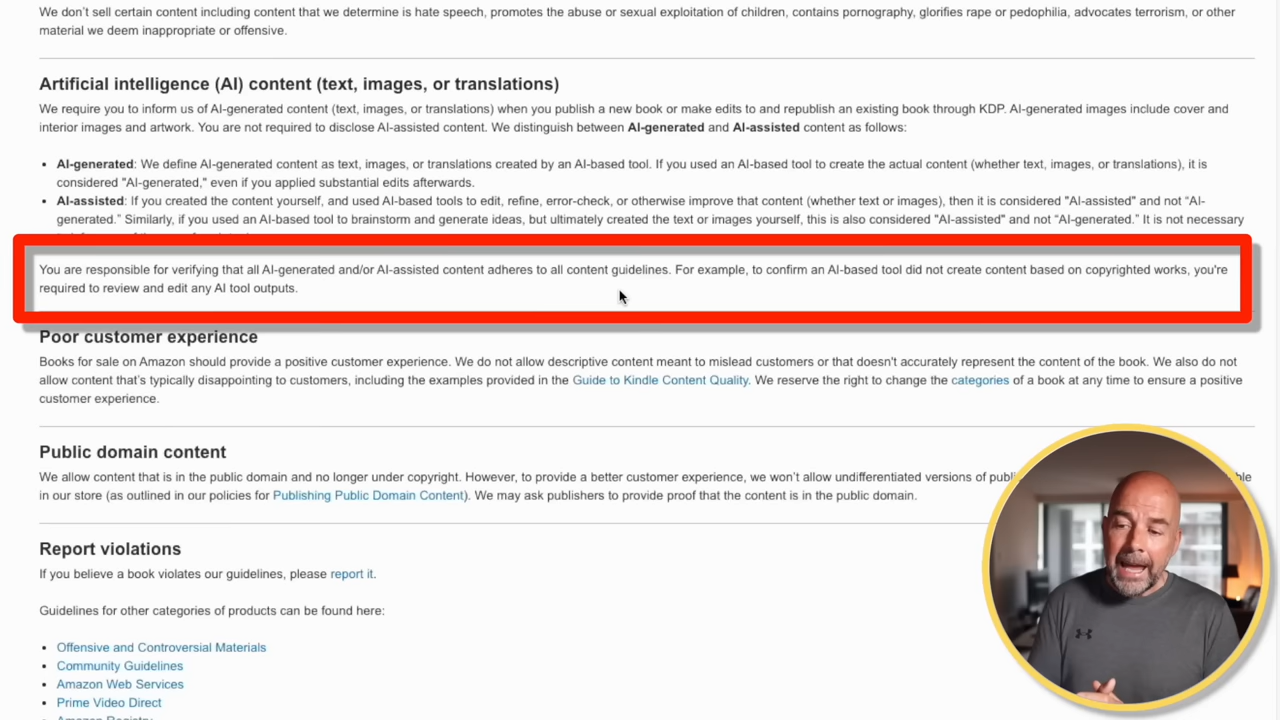 We don't sell certain content including content that we determine is hate speech, promotes the abuse or sexual exploitation of children, contains pornography, glorifies rape or pedophilia, advocates terrorism, or other
material we deem inappropriate or offensive.
Artificial intelligence (AI) content (text, images, or translations)
We require you to inform us of AI-generated content (text, images, or translations) when you publish a new book or make edits to and republish an existing book through KDP. AI-generated images include cover and
interior images and artwork. You are not required to disclose AI-assisted content. We distinguish between AI-generated and AI-assisted content as follows:
• AI-generated: We define AI-generated content as text, images, or translations created by an AI-based tool. If you used an AI-based tool to create the actual content (whether text, images, or translations), it is
considered "AI-generated," even if you applied substantial edits afterwards.
• AI-assisted: If you created the content yourself, and used AI-based tools to edit, refine, error-check, or otherwise improve that content (whether text or images), then it is considered "AI-assisted" and not “AI-
generated.” Similarly, if you used an AI-based tool to brainstorm and generate ideas, but ultimately created the text or images yourself, this is also considered "AI-assisted" and not “AI-generated.” It is not necessary
You are responsible for verifying that all AI-generated and/or AI-assisted content adheres to all content guidelines. For example, to confirm an AI-based tool did not create content based on copyrighted works, you're
required to review and edit any AI tool outputs.
Poor customer experience
Books for sale on Amazon should provide a positive customer experience. We do not allow descriptive content meant to mislead customers or that doesn't accurately represent the content of the book. We also do not
allow content that's typically disappointing to customers, including the examples provided in the Guide to Kindle Content Quality. We reserve the right to change the categories of a book at any time to ensure a positive
customer experience.
Public domain content
We allow content that is in the public domain and no longer under copyright. However, to provide a better customer experience, we won't allow undifferentiated versions of
in our store (as outlined in our policies for Publishing Public Domain Content). We may ask publishers to provide proof that the content is in the public domain.
Report violations
If you believe a book violates our guidelines, please report it.
Guidelines for other categories of products can be found here:
• Offensive and Controversial Materials
• Community Guidelines
• Amazon Web Services
• Prime Video Direct